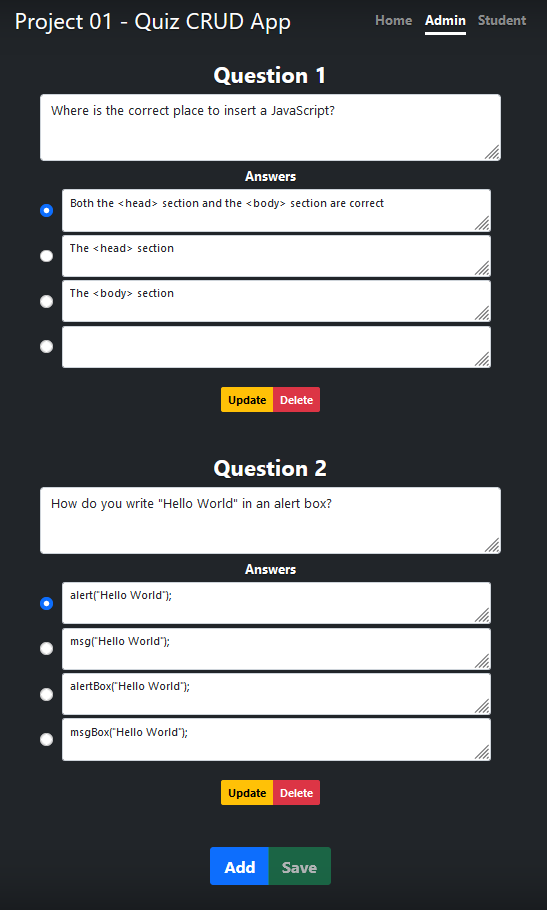 Project 01 - Quiz CRUD App Home Admin Student
Question 1
Where is the correct place to insert a JavaScript?
Answers
Both the <head> section and the <body> section are correct
The <head> section
The <body> section
Update Delete
Question 2
How do you write "Hello World" in an alert box?
Answers
alert("Hello World");
msg("Hello World");
alertBox("Hello World");
msgBox("Hello World");
Update Delete
Add Save